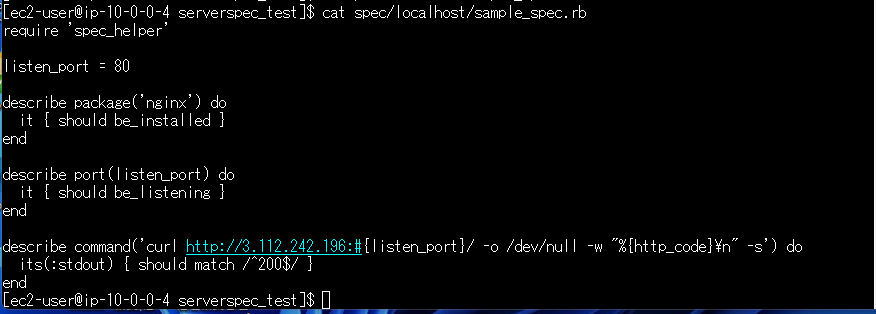 [ec2-user@ip-10-0-0-4 serverspec_test]$ cat spec/localhost/sample_spec.rb
require 'spec_helper'
listen_port = 80
describe package('nginx') do
  it { should be_installed }
end
describe port(listen_port) do
  it { should be_listening }
end
describe command('curl http://3.112.242.196:#{listen_port}/ -o /dev/null -w "%{http_code}¥n" -s') do
  its(:stdout) { should match /^200$/ }
end
[ec2-user@ip-10-0-0-4 serverspec_test]$